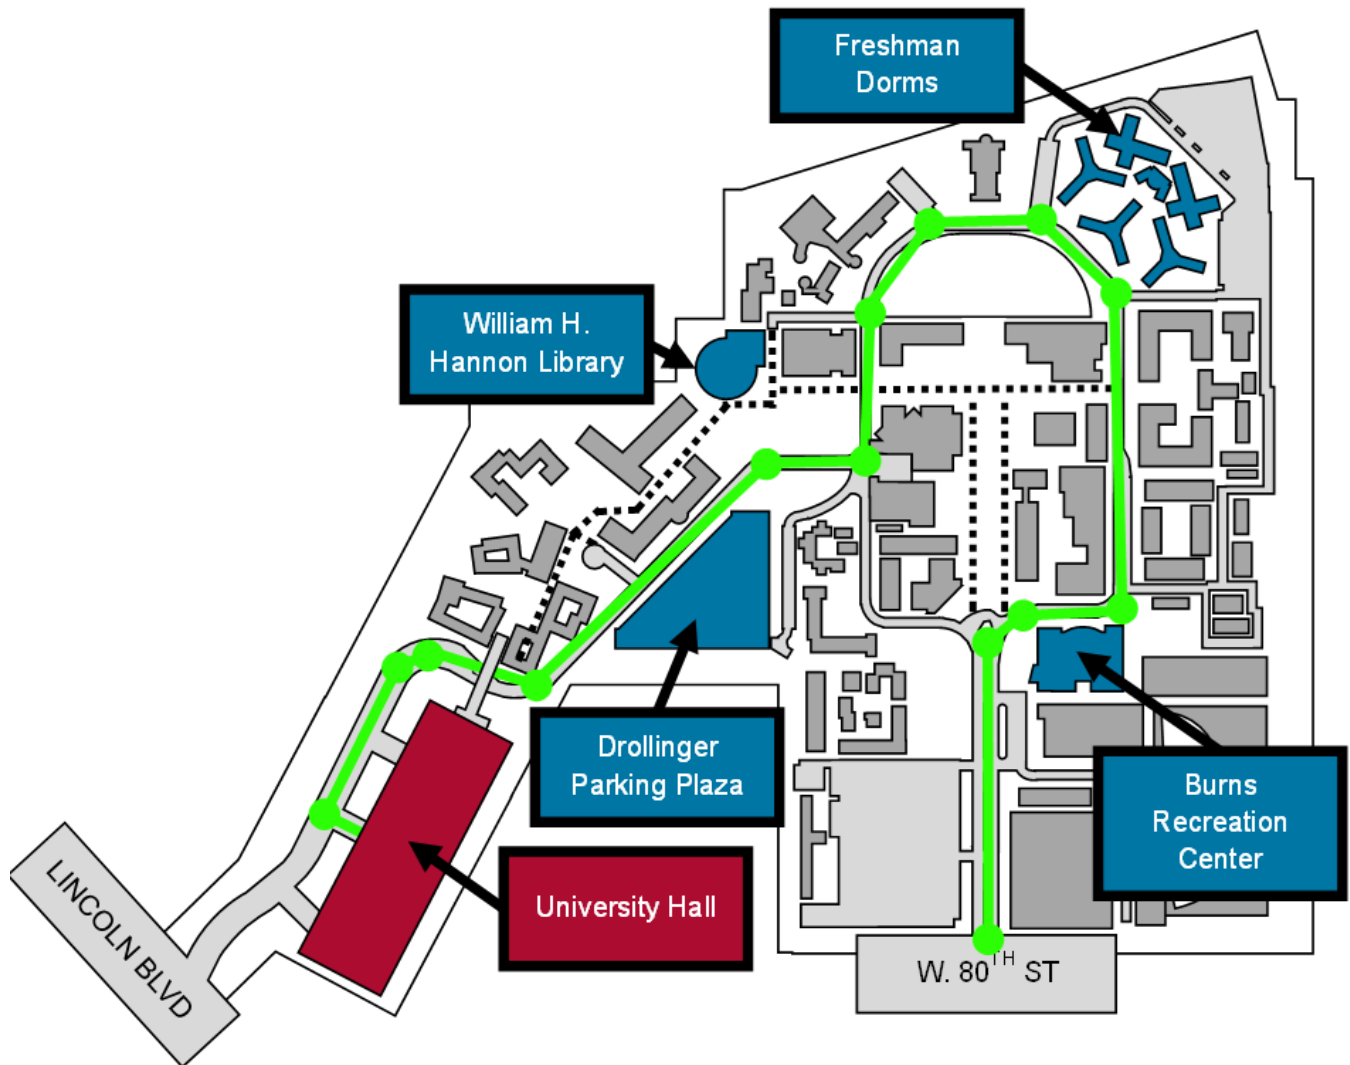 Freshman
Dorms
William H.
Hannon Library
Drollinger
Parking Plaza
Burns
Recreation
Center
University Hall
LINCOLN BLVD
W. 80TH ST